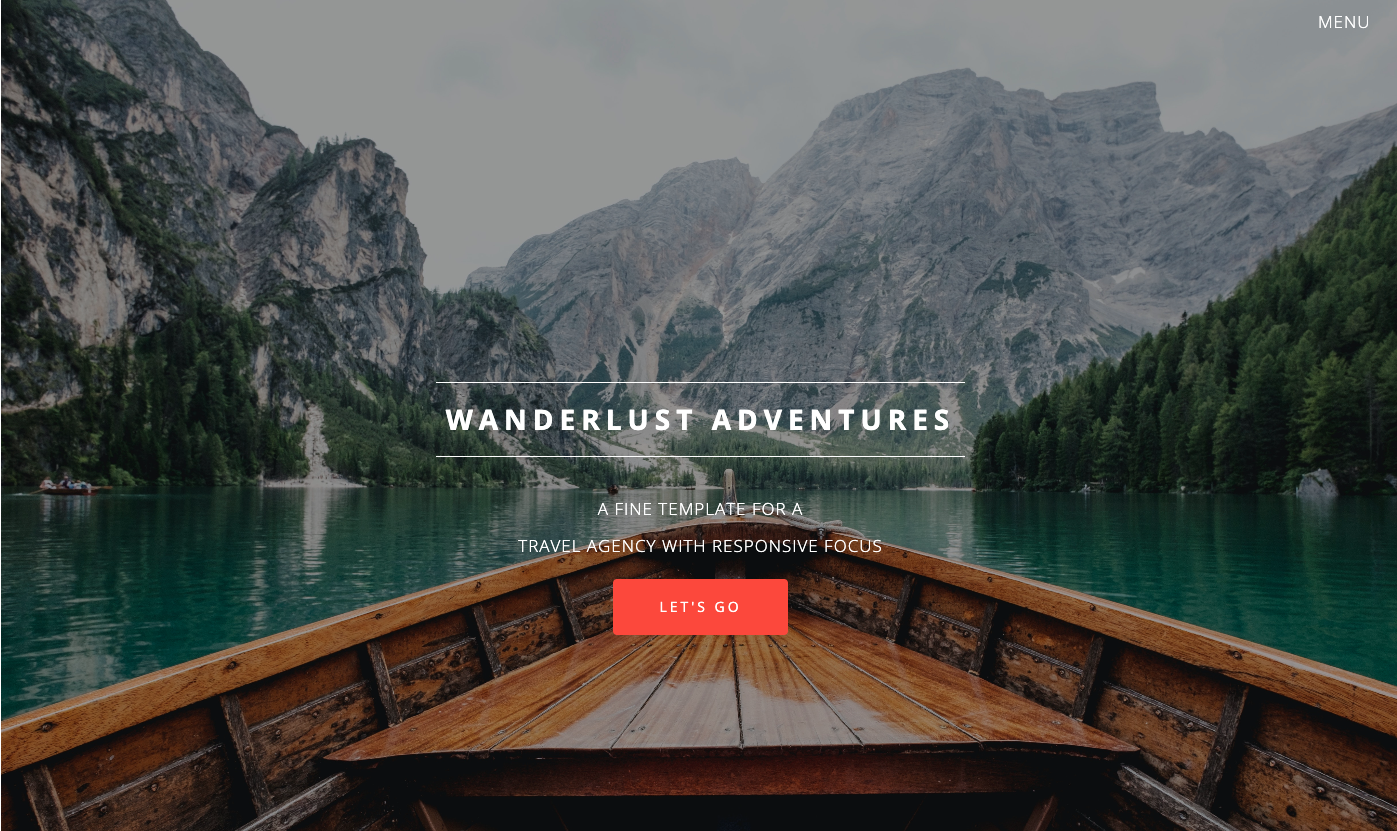 MENU
WANDERLUST ADVENTURES
A FINE TEMPLATE FOR A
TRAVEL AGENCY WITH RESPONSIVE FOCUS
LET'S GO